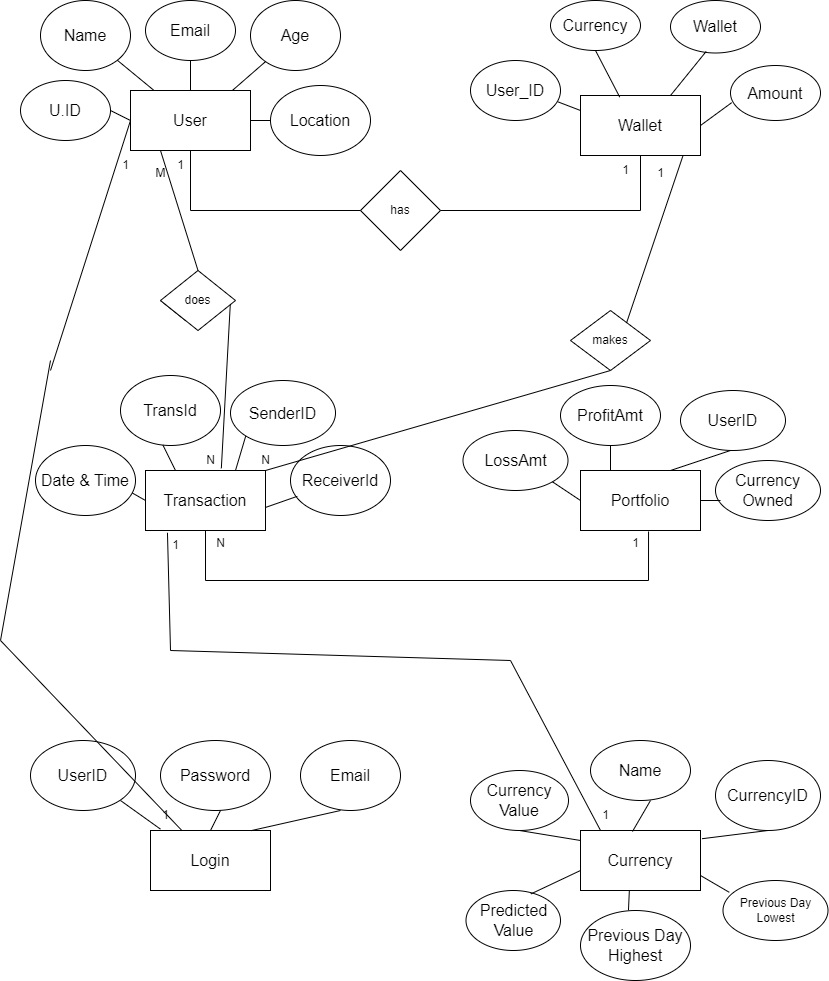 Name
Email
Age
U.ID
User
Location
Currency
Wallet
User_ID
Amount
Wallet
1
M
1
1
1
has
does
makes
TransId
SenderID
Date & Time
ReceiverId
N
N
Transaction
ProfitAmt
UserID
LossAmt
Currency
Owned
Portfolio
1
N
1
UserID
Password
Email
1
Login
Currency
Value
Name
CurrencyID
1
Currency
Predicted
Value
Previous Day
Highest
Previous Day
Lowest